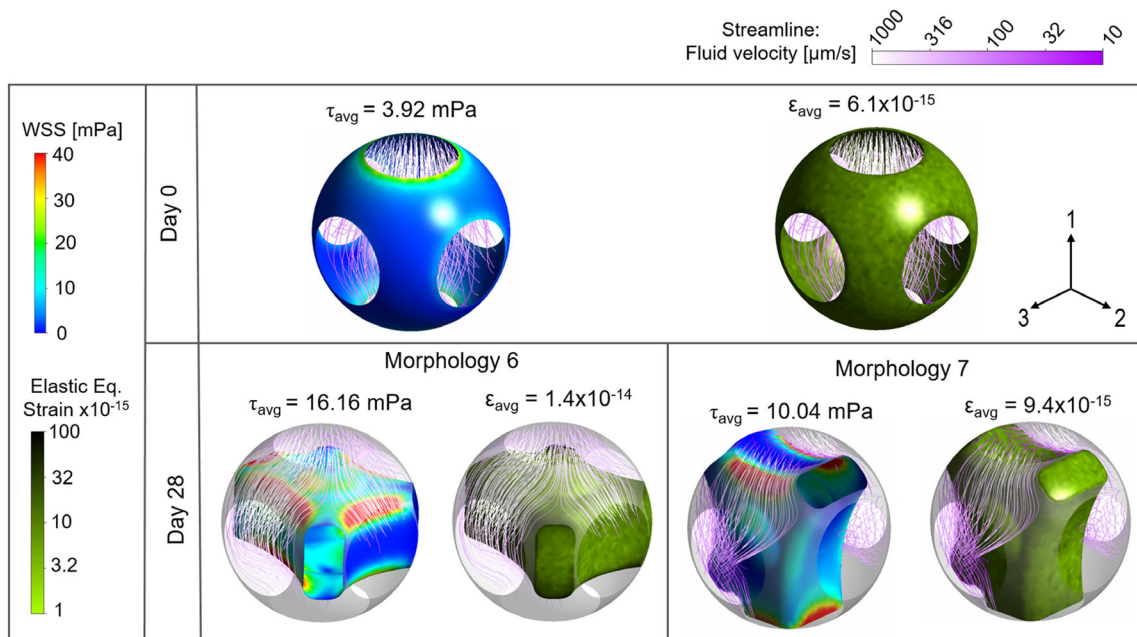 Streamline:
Fluid velocity [µm/s]
1000
316
100
32
10
WSS [mPa]
40
30
20
10
0
Elastic Eq.
Strain x10⁻¹⁵
100
32
10
3.2
1
Day 0
τavg = 3.92 mPa
εavg = 6.1x10⁻¹⁵
1
3
2
Day 28
Morphology 6
τavg = 16.16 mPa
εavg = 1.4x10⁻¹⁴
Morphology 7
τavg = 10.04 mPa
εavg = 9.4x10⁻¹⁵